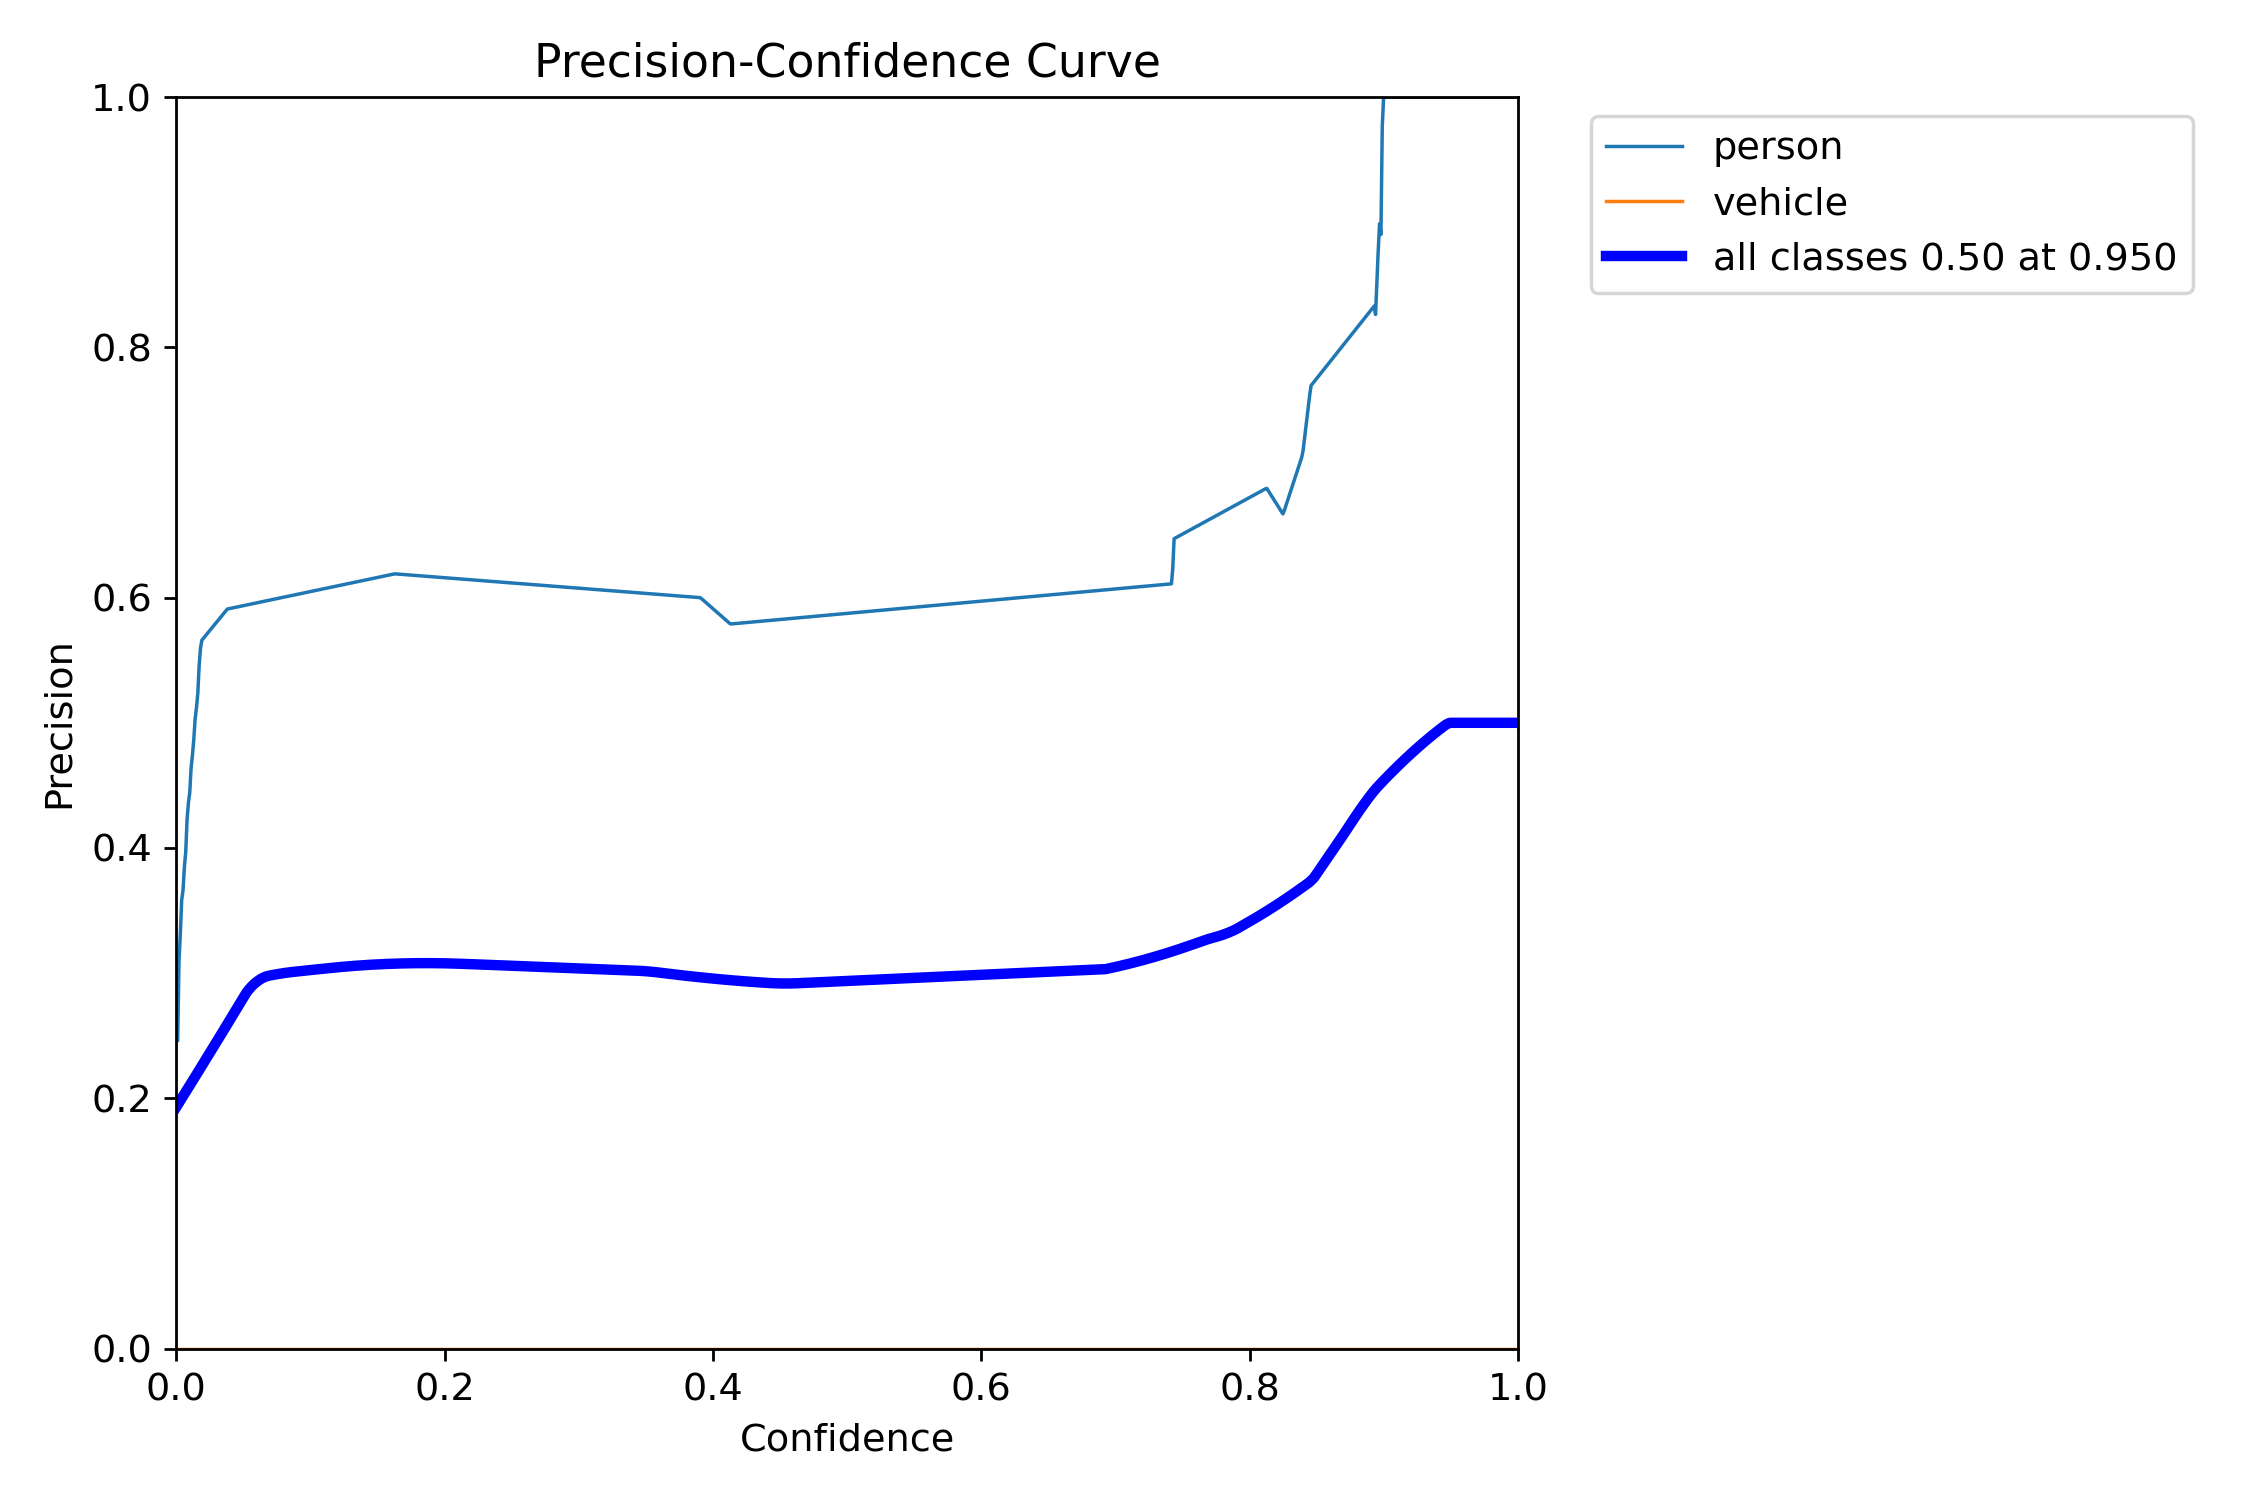 Precision-Confidence Curve
1.0
0.8
0.6
0.4
0.2
0.0
Precision
0.0 0.2 0.4 0.6 0.8 1.0
Confidence
person
vehicle
all classes 0.50 at 0.950